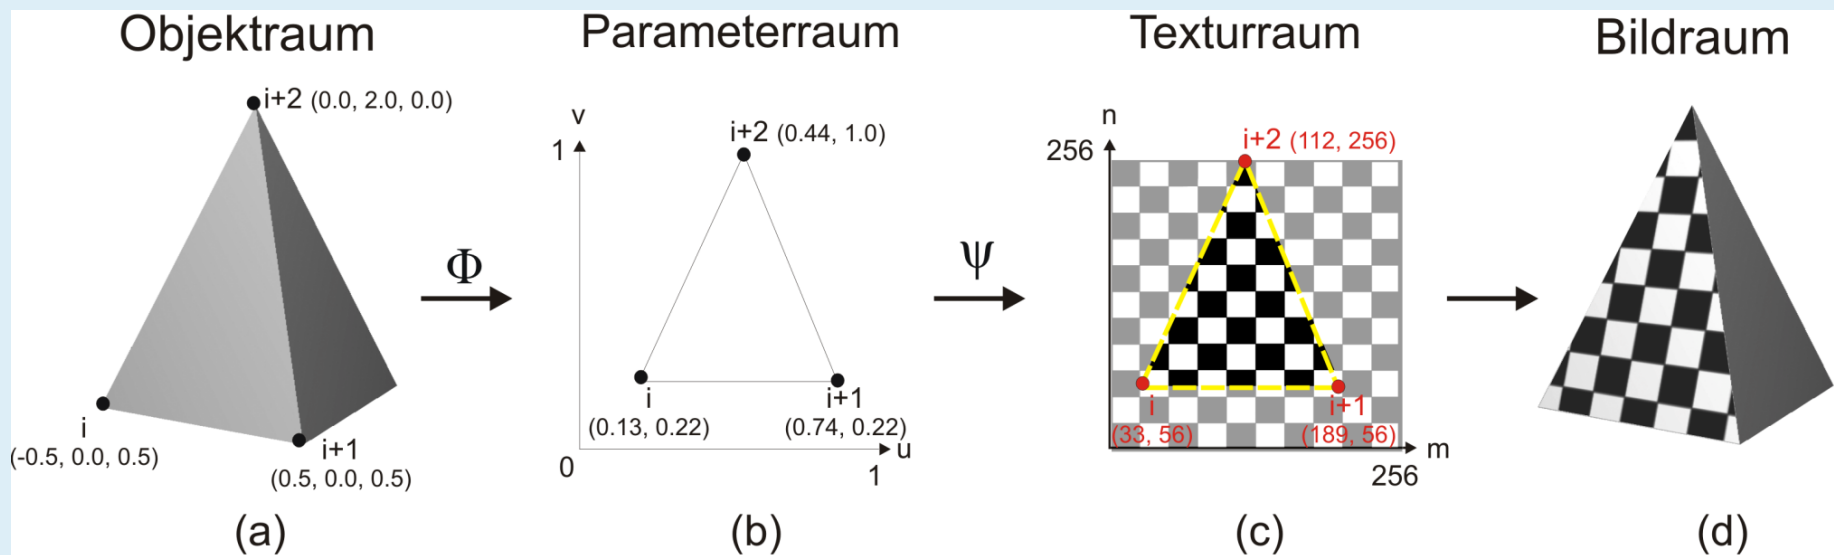 Objektraum
i+2 (0.0, 2.0, 0.0)
i
(-0.5, 0.0, 0.5)
i+1
(0.5, 0.0, 0.5)
(a)
Φ
Parameterraum
v
1
i+2 (0.44, 1.0)
i
(0.13, 0.22)
i+1
(0.74, 0.22)
u
0
1
(b)
Ψ
Texturraum
n
256
i+2 (112, 256)
i
(33, 56)
i+1
(189, 56)
m
256
(c)
Bildraum
(d)